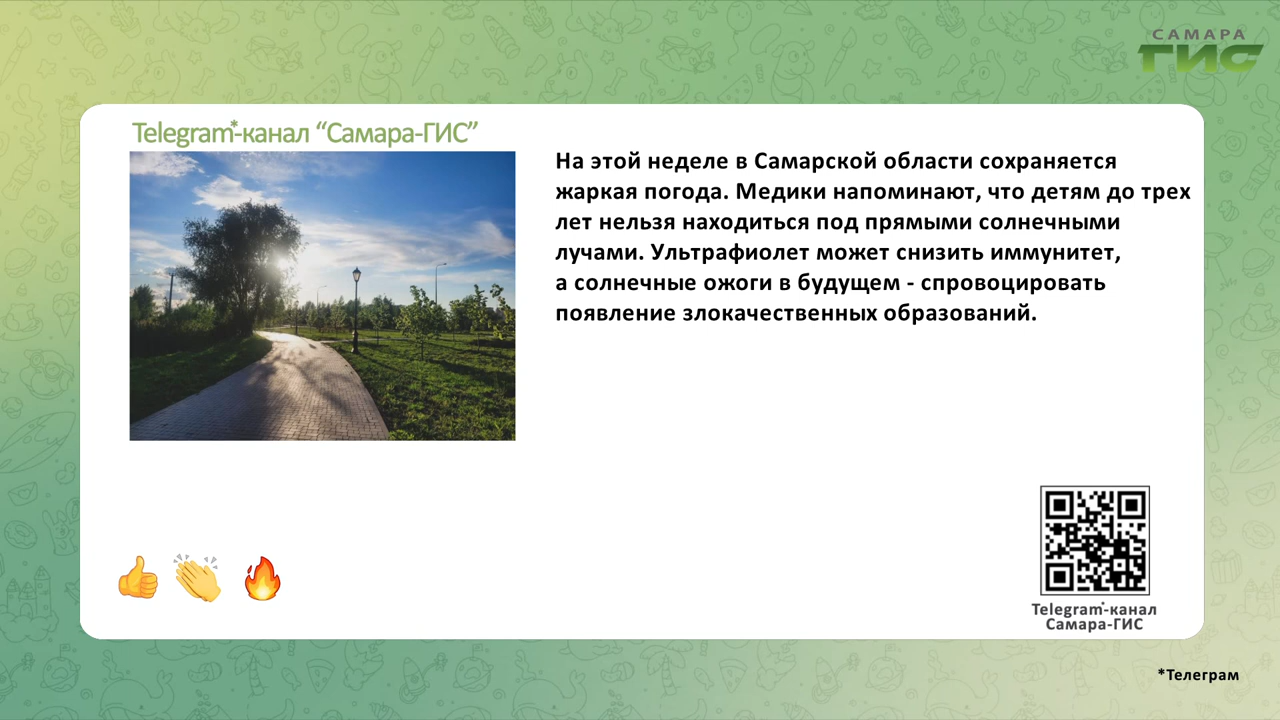 САМАРА
ГИС
Telegram*-канал “Самара-ГИС”
На этой неделе в Самарской области сохраняется
жаркая погода. Медики напоминают, что детям до трех
лет нельзя находиться под прямыми солнечными
лучами. Ультрафиолет может снизить иммунитет,
а солнечные ожоги в будущем - спровоцировать
появление злокачественных образований.
Telegram*-канал
Самара-ГИС
*Телеграм